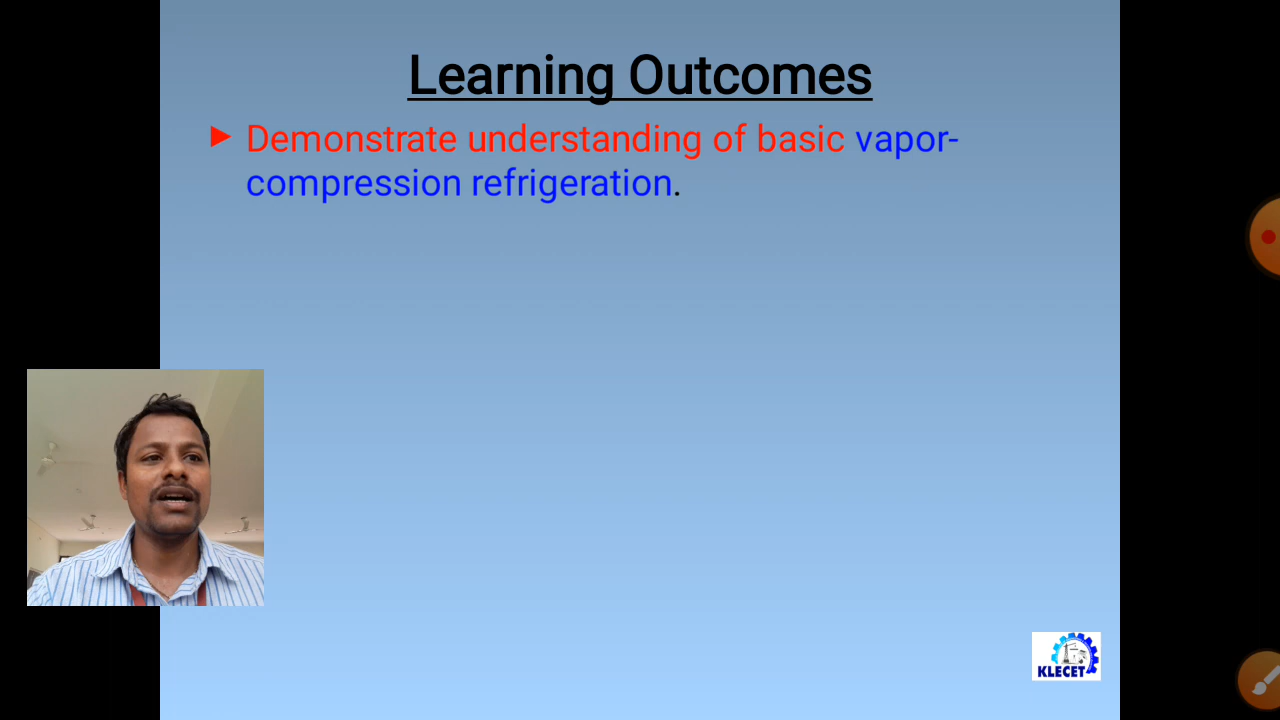 Learning Outcomes
Demonstrate understanding of basic vapor-
compression refrigeration.
KLECET